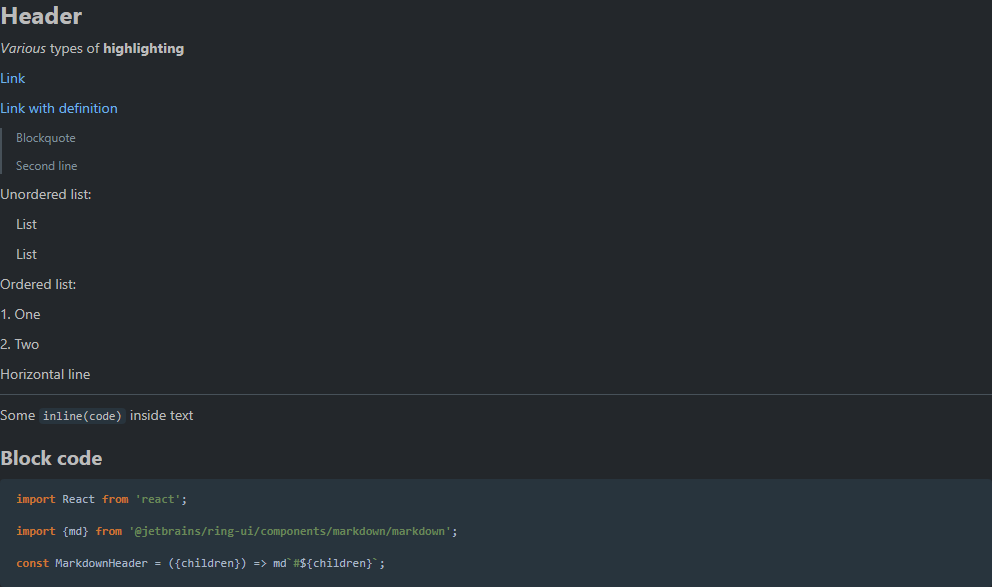 Header
Various types of highlighting
Link
Link with definition
Blockquote
Second line
Unordered list:
List
List
Ordered list:
1. One
2. Two
Horizontal line
Some inline(code) inside text
Block code
import React from 'react';
import {md} from '@jetbrains/ring-ui/components/markdown/markdown';
const MarkdownHeader = ({children}) => md`#${children}`;